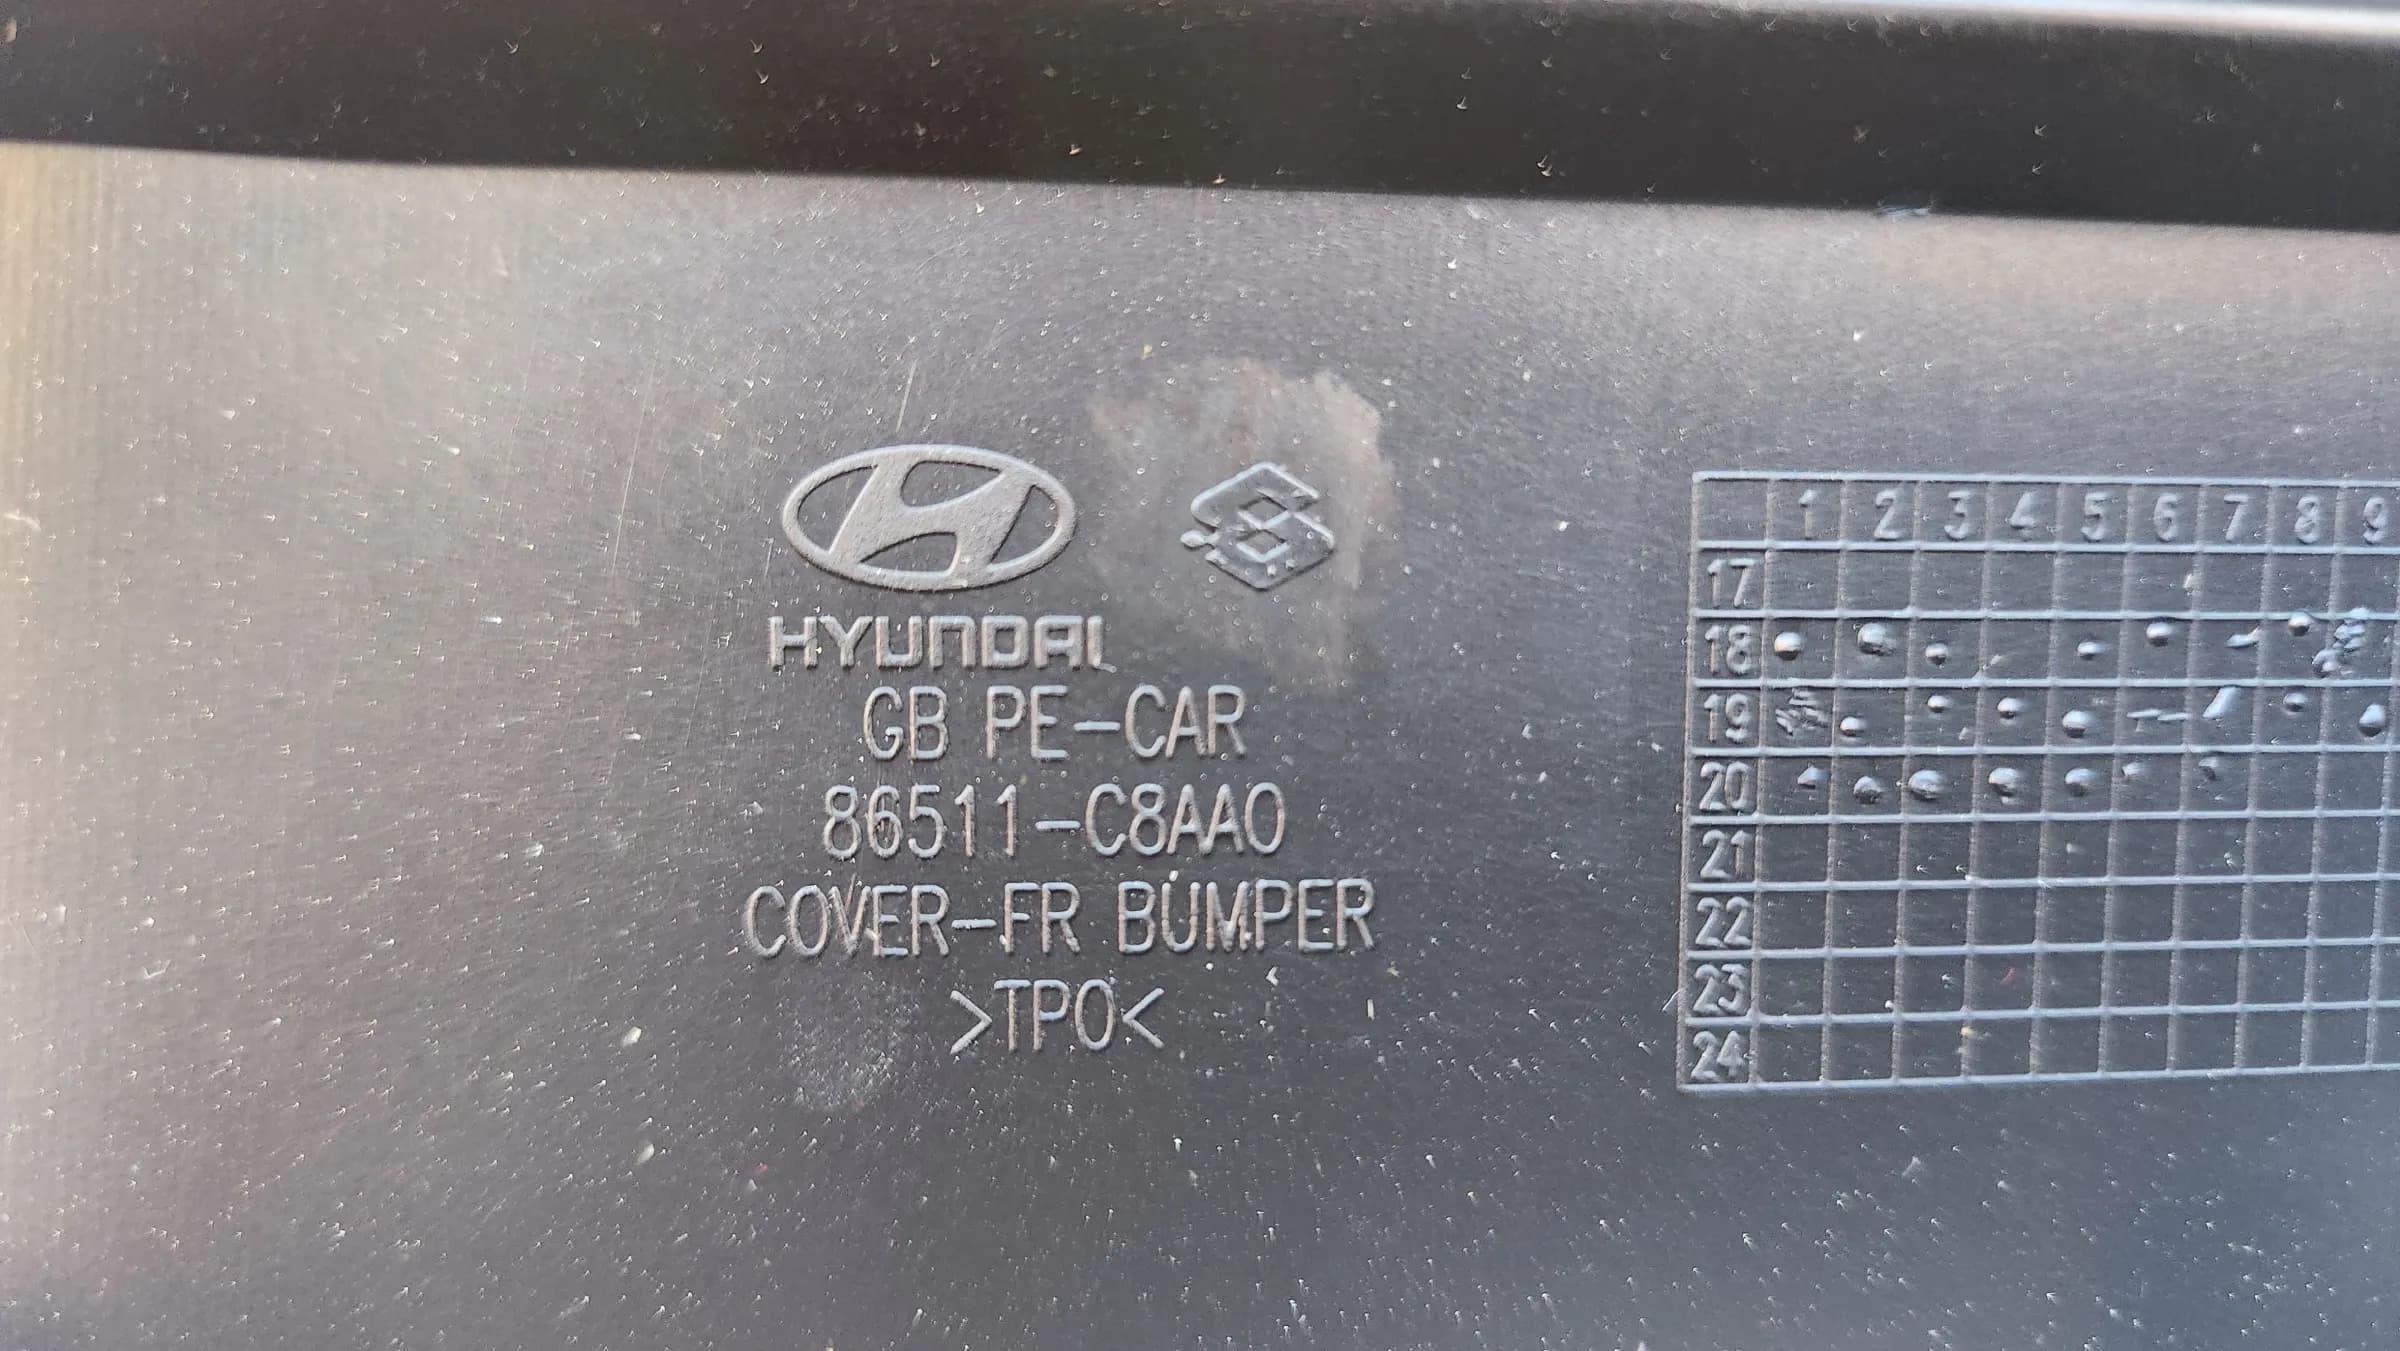 HYUNDAI
GB PE-CAR
86511-C8AA0
COVER-FR BUMPER
>TPO<
1 2 3 4 5 6 7 8 9
17
18
19
20
21
22
23
24